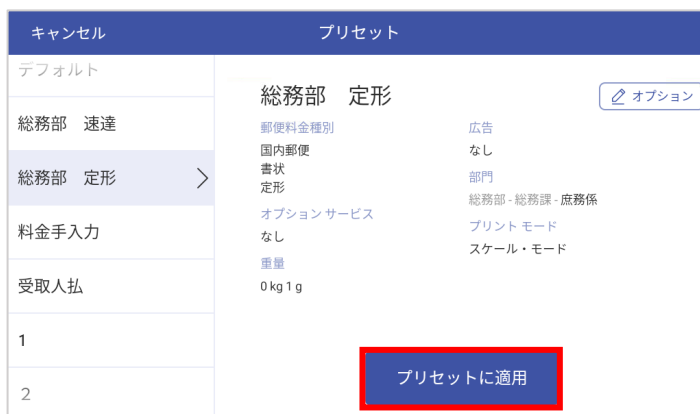 キャンセル
プリセット
デフォルト
総務部　速達
総務部　定形
料金手入力
受取人払
1
2
総務部　定形
オプション
郵便料金種別
国内郵便
書状
定形
オプション サービス
なし
重量
0 kg 1 g
広告
なし
部門
総務部 - 総務課 - 庶務係
プリント モード
スケール・モード
プリセットに適用